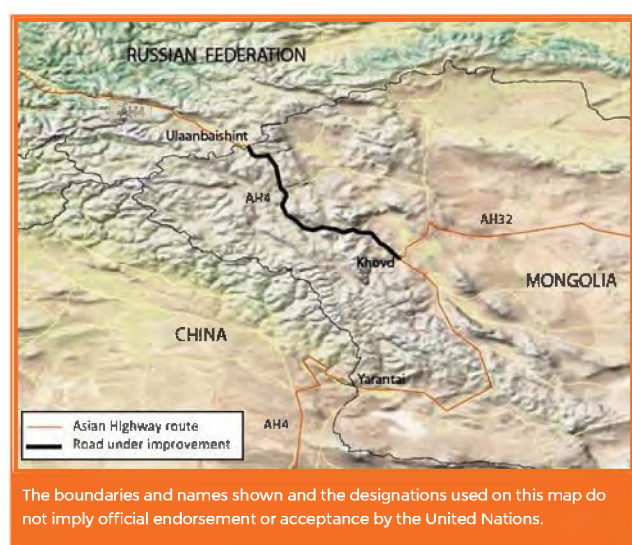 RUSSIAN FEDERATION
Ulaanbaishint
AH4
AH32
Khovd
MONGOLIA
CHINA
Yarantai
AH4
Asian Highway route
Road under improvement
The boundaries and names shown and the designations used on this map do
not imply official endorsement or acceptance by the United Nations.